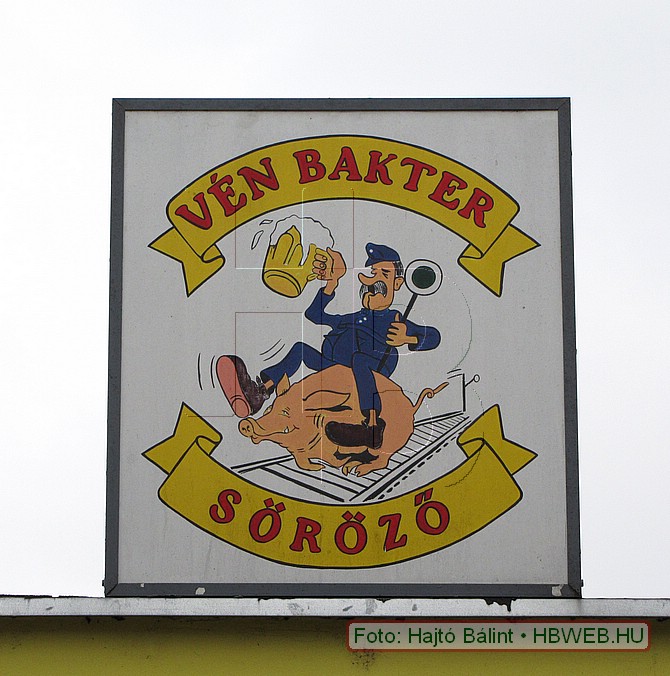 VÉN BAKTER
SÖRÖZŐ
Foto: Hajtó Bálint • HBWEB.HU